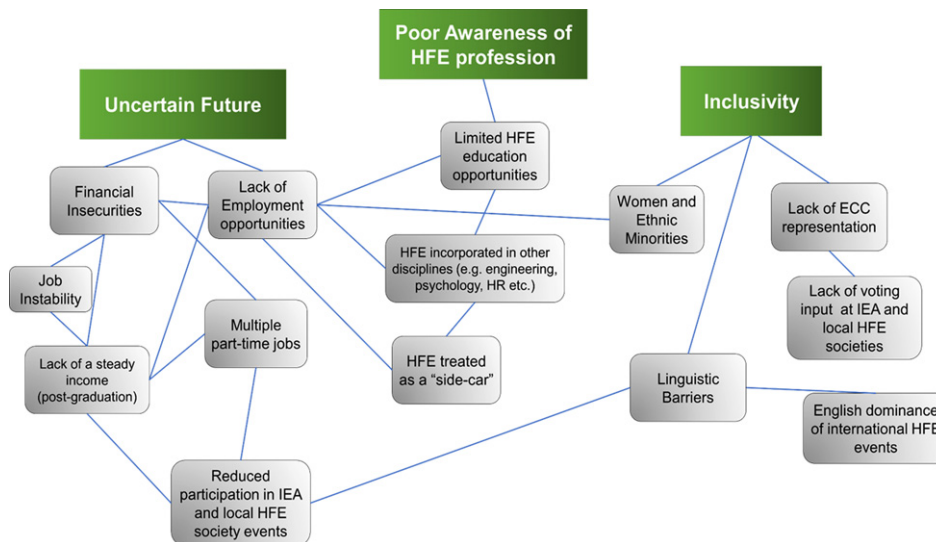 Poor Awareness of
HFE profession
Uncertain Future
Inclusivity
Limited HFE
education
opportunities
Financial
Insecurities
Lack of
Employment
opportunities
Women and
Ethnic
Minorities
Lack of ECC
representation
HFE incorporated in other
disciplines (e.g. engineering,
psychology, HR etc.)
Job
Instability
Multiple
part-time jobs
Lack of voting
input at IEA and
local HFE
societies
Lack of a steady
income
(post-graduation)
HFE treated
as a “side-car”
Linguistic
Barriers
English dominance
of international HFE
events
Reduced
participation in IEA
and local HFE
society events